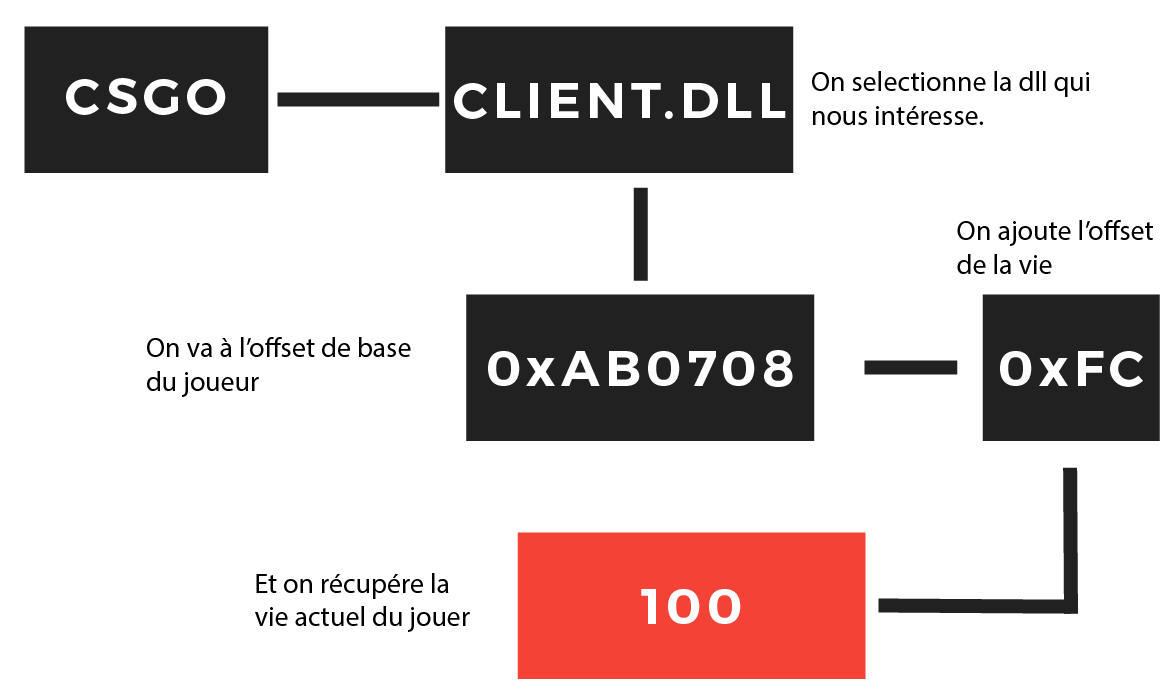 CSGO
CLIENT.DLL
On selectionne la dll qui
nous intéresse.
On ajoute l'offset
de la vie
On va à l'offset de base
du joueur
0xAB0708
0xFC
Et on récupére la
vie actuel du jouer
100